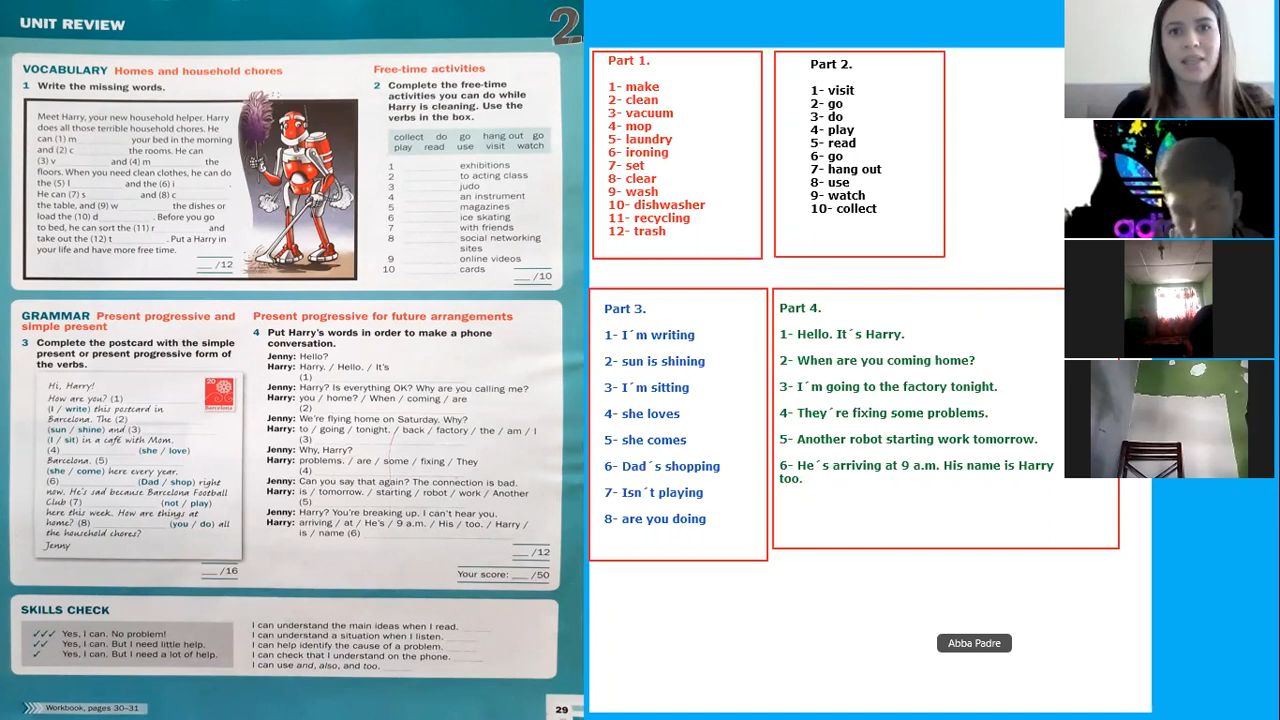 UNIT REVIEW
2
VOCABULARY Homes and household chores
1 Write the missing words.
Meet Harry, your new household helper. Harry
does all those terrible household chores. He
can (1) m your bed in the morning
and (2) c the rooms. He can
(3) v and (4) m the
floors. When you need clean clothes, he can do
the (5) l and the (6) i .
He can (7) s and (8) c
the table, and (9) w the dishes or
load the (10) d . Before you go
to bed, he can sort the (11) r and
take out the (12) t . Put a Harry in
your life and have more free time.
___ /12
Free-time activities
2 Complete the free-time
activities you can do while
Harry is cleaning. Use the
verbs in the box.
collect do go hang out go
play read use visit watch
1 exhibitions
2 to acting class
3 judo
4 an instrument
5 magazines
6 ice skating
7 with friends
8 social networking
sites
9 online videos
10 cards
___ /10
GRAMMAR Present progressive and
simple present
3 Complete the postcard with the simple
present or present progressive form of
the verbs.
20
Barcelona
Hi, Harry!
How are you? (1)
(I / write) this postcard in
Barcelona. The (2)
(sun / shine) and (3)
(I / sit) in a café with Mom.
(4) (she / love)
Barcelona. (5)
(she / come) here every year.
(6) (Dad / shop) right
now. He's sad because Barcelona Football
Club (7) (not / play)
here this week. How are things at
home? (8) (you / do) all
the household chores?
Jenny
___ /16
Present progressive for future arrangements
4 Put Harry's words in order to make a phone
conversation.
Jenny: Hello?
Harry: Harry. / Hello. / It's
(1)
Jenny: Harry? Is everything OK? Why are you calling me?
Harry: you / home? / When / coming / are
(2)
Jenny: We're flying home on Saturday. Why?
Harry: to / going / tonight. / back / factory / the / am / I
(3)
Jenny: Why, Harry?
Harry: problems. / are / some / fixing / They
(4)
Jenny: Can you say that again? The connection is bad.
Harry: is / tomorrow. / starting / robot / work / Another
(5)
Jenny: Harry? You're breaking up. I can't hear you.
Harry: arriving / at / He's / 9 a.m. / His / too. / Harry /
is / name (6)
___ /12
Your score: ___ /50
SKILLS CHECK
✓✓✓ Yes, I can. No problem!
✓✓ Yes, I can. But I need little help.
✓ Yes, I can. But I need a lot of help.
I can understand the main ideas when I read.
I can understand a situation when I listen.
I can help identify the cause of a problem.
I can check that I understand on the phone.
I can use and, also, and too.
Workbook, pages 30–31
29
Part 1.
1- make
2- clean
3- vacuum
4- mop
5- laundry
6- ironing
7- set
8- clear
9- wash
10- dishwasher
11- recycling
12- trash
Part 2.
1- visit
2- go
3- do
4- play
5- read
6- go
7- hang out
8- use
9- watch
10- collect
Part 3.
1- I´m writing
2- sun is shining
3- I´m sitting
4- she loves
5- she comes
6- Dad´s shopping
7- Isn´t playing
8- are you doing
Part 4.
1- Hello. It´s Harry.
2- When are you coming home?
3- I´m going to the factory tonight.
4- They´re fixing some problems.
5- Another robot starting work tomorrow.
6- He´s arriving at 9 a.m. His name is Harry
too.
Abba Padre